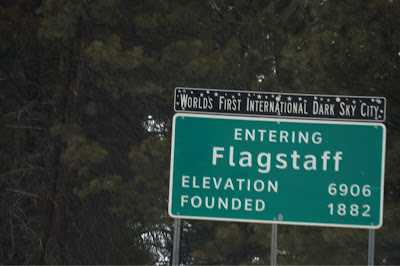 WORLDS FIRST INTERNATIONAL DARK SKY CITY
ENTERING
Flagstaff
ELEVATION 6906
FOUNDED 1882